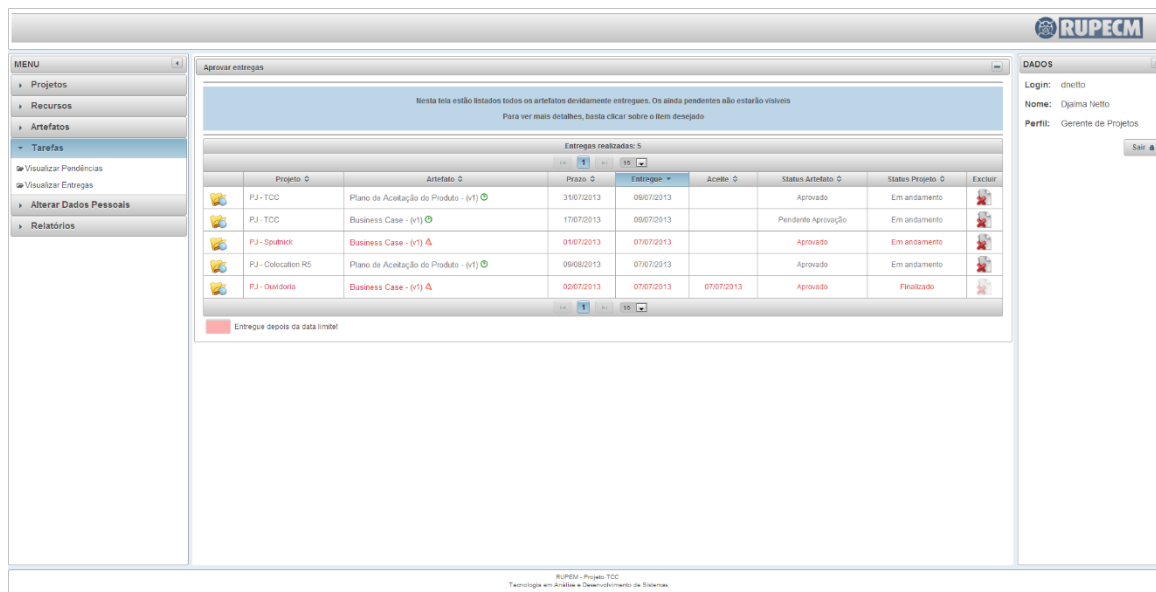 RUPECM
MENU
Projetos
Recursos
Artefatos
Tarefas
Visualizar Pendências
Visualizar Entregas
Alterar Dados Pessoais
Relatórios
Aprovar entregas
Nesta tela estão listados todos os artefatos devidamente entregues. Os ainda pendentes não estarão visíveis
Para ver mais detalhes, basta clicar sobre o item desejado
Entregas realizadas: 5
1 15
Projeto Artefato Prazo Entregue Aceite Status Artefato Status Projeto Excluir
PJ - TCC Plano de Aceitação do Produto - (v1) 31/07/2013 09/07/2013 Aprovado Em andamento
PJ - TCC Business Case - (v1) 17/07/2013 09/07/2013 Pendente Aprovação Em andamento
PJ - Sputnick Business Case - (v1) 01/07/2013 07/07/2013 Aprovado Em andamento
PJ - Colocation R5 Plano de Aceitação do Produto - (v1) 09/08/2013 07/07/2013 Aprovado Em andamento
PJ - Ouvidoria Business Case - (v1) 02/07/2013 07/07/2013 07/07/2013 Aprovado Finalizado
1 15
Entregue depois da data limite!
DADOS
Login: dnetto
Nome: Djalma Netto
Perfil: Gerente de Projetos
Sair
RUPEM - Projeto TCC
Tecnologia em Análise e Desenvolvimento de Sistemas